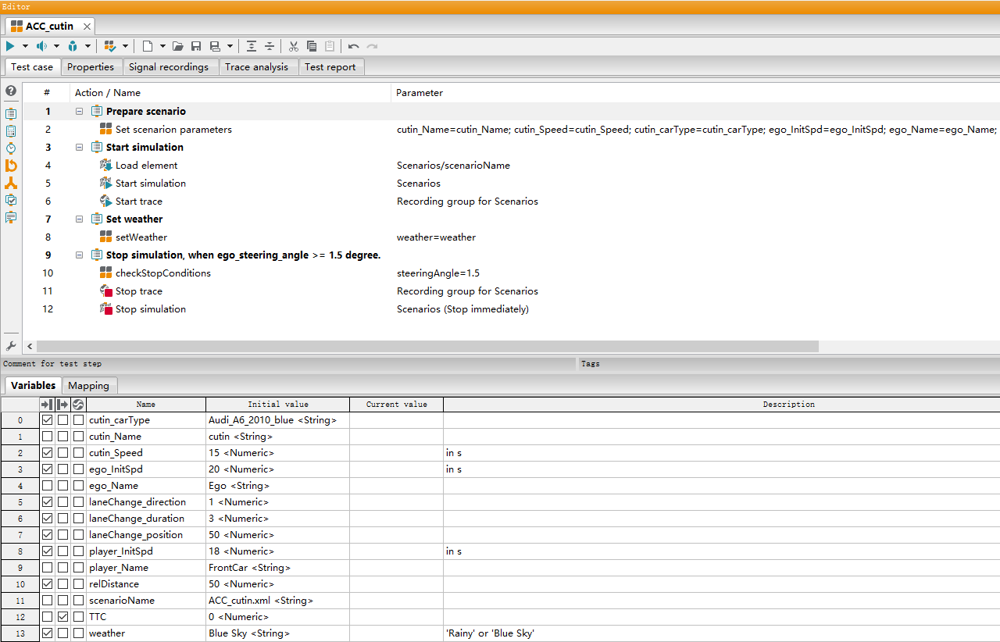 Editor
ACC_cutin
Test case Properties Signal recordings Trace analysis Test report
# Action / Name Parameter
1 Prepare scenario
2 Set scenarion parameters cutin_Name=cutin_Name; cutin_Speed=cutin_Speed; cutin_carType=cutin_carType; ego_InitSpd=ego_InitSpd; ego_Name=ego_Name;
3 Start simulation
4 Load element Scenarios/scenarioName
5 Start simulation Scenarios
6 Start trace Recording group for Scenarios
7 Set weather
8 setWeather weather=weather
9 Stop simulation, when ego_steering_angle >= 1.5 degree.
10 checkStopConditions steeringAngle=1.5
11 Stop trace Recording group for Scenarios
12 Stop simulation Scenarios (Stop immediately)
Comment for test step Tags
Variables Mapping
Name Initial value Current value Description
0 cutin_carType Audi_A6_2010_blue <String>
1 cutin_Name cutin <String>
2 cutin_Speed 15 <Numeric> in s
3 ego_InitSpd 20 <Numeric> in s
4 ego_Name Ego <String>
5 laneChange_direction 1 <Numeric>
6 laneChange_duration 3 <Numeric>
7 laneChange_position 50 <Numeric>
8 player_InitSpd 18 <Numeric> in s
9 player_Name FrontCar <String>
10 relDistance 50 <Numeric>
11 scenarioName ACC_cutin.xml <String>
12 TTC 0 <Numeric>
13 weather Blue Sky <String> 'Rainy' or 'Blue Sky'